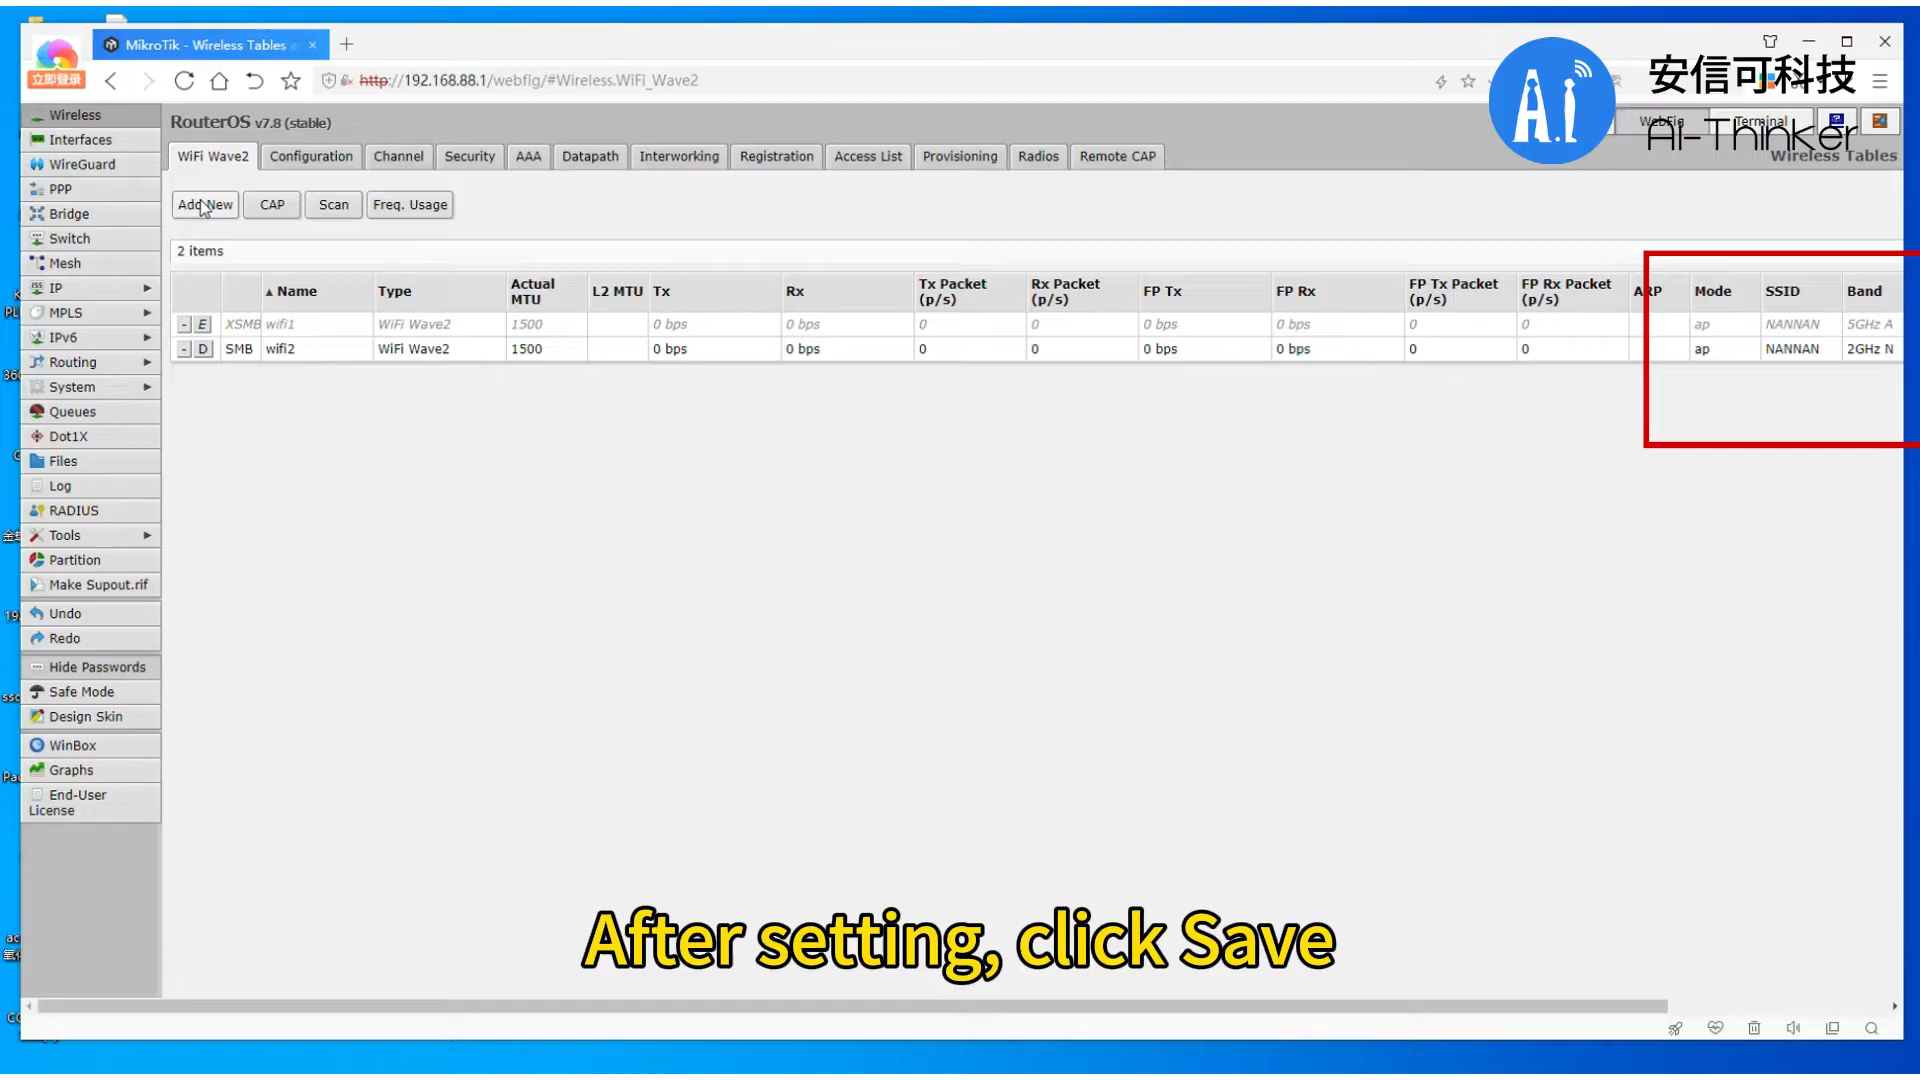 MikroTik - Wireless Tables
立即登录
http://192.168.88.1/webfig/#Wireless.WiFi_Wave2
安信可科技
Ai-Thinker
A.i
RouterOS v7.8 (stable)
WebFig
Terminal
Wireless Tables
WiFi Wave2
Configuration
Channel
Security
AAA
Datapath
Interworking
Registration
Access List
Provisioning
Radios
Remote CAP
Add New
CAP
Scan
Freq. Usage
2 items
Name Type Actual MTU L2 MTU Tx Rx Tx Packet (p/s) Rx Packet (p/s) FP Tx FP Rx FP Tx Packet (p/s) FP Rx Packet (p/s) ARP Mode SSID Band
- E XSMB wifi1 WiFi Wave2 1500 0 bps 0 bps 0 0 0 bps 0 bps 0 0 ap NANNAN 5GHz A
- D SMB wifi2 WiFi Wave2 1500 0 bps 0 bps 0 0 0 bps 0 bps 0 0 ap NANNAN 2GHz N
Wireless
Interfaces
WireGuard
PPP
Bridge
Switch
Mesh
IP
MPLS
IPv6
Routing
System
Queues
Dot1X
Files
Log
RADIUS
Tools
Partition
Make Supout.rif
Undo
Redo
Hide Passwords
Safe Mode
Design Skin
WinBox
Graphs
End-User
License
After setting, click Save